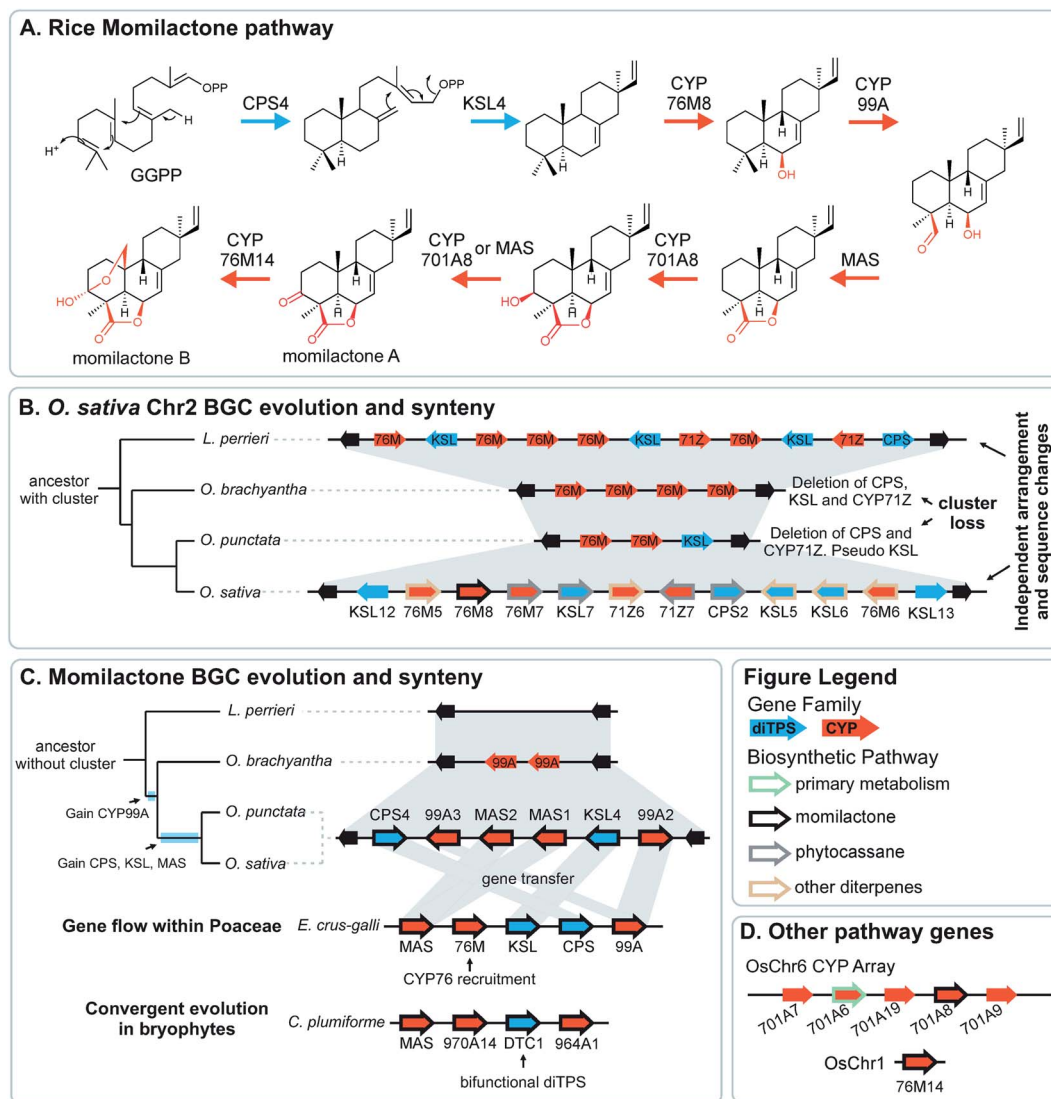 A. Rice Momilactone pathway
OPP
H
H+
GGPP
CPS4
OPP
H
KSL4
H
H
CYP
76M8
H
H
OH
CYP
99A
H
H
OH
O
MAS
H
H
O
O
CYP
701A8
HO
H
H
O
O
CYP
701A8
or MAS
O
H
H
O
O
momilactone A
CYP
76M14
O
HO
H
H
O
O
momilactone B
B. O. sativa Chr2 BGC evolution and synteny
ancestor
with cluster
L. perrieri
76M KSL 76M 76M 76M KSL 71Z 76M KSL 71Z CPS
O. brachyantha
76M 76M 76M 76M
Deletion of CPS,
KSL and CYP71Z
cluster
loss
O. punctata
76M 76M KSL
Deletion of CPS and
CYP71Z. Pseudo KSL
O. sativa
KSL12 76M5 76M8 76M7 KSL7 71Z6 71Z7 CPS2 KSL5 KSL6 76M6 KSL13
Independent arrangement
and sequence changes
C. Momilactone BGC evolution and synteny
ancestor
without cluster
L. perrieri
O. brachyantha
99A 99A
Gain CYP99A
O. punctata
CPS4 99A3 MAS2 MAS1 KSL4 99A2
Gain CPS, KSL, MAS
O. sativa
gene transfer
Gene flow within Poaceae
E. crus-galli
MAS 76M KSL CPS 99A
CYP76 recruitment
Convergent evolution
in bryophytes
C. plumiforme
MAS 970A14 DTC1 964A1
bifunctional diTPS
Figure Legend
Gene Family
diTPS CYP
Biosynthetic Pathway
primary metabolism
momilactone
phytocassane
other diterpenes
D. Other pathway genes
OsChr6 CYP Array
701A7 701A6 701A19 701A8 701A9
OsChr1
76M14